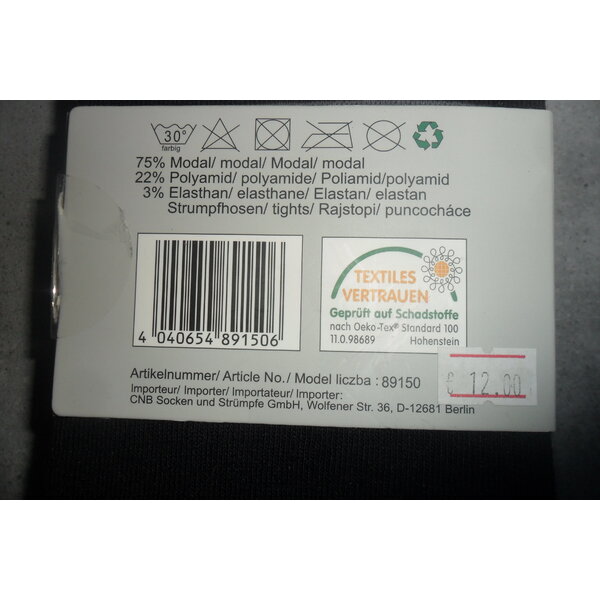 30°
farbig
75% Modal/ modal/ Modal/ modal
22% Polyamid/ polyamide/ Poliamid/polyamid
3% Elasthan/ elasthane/ Elastan/ elastan
Strumpfhosen/ tights/ Rajstopi/ puncocháce
4 040654 891506
TEXTILES
VERTRAUEN
Geprüft auf Schadstoffe
nach Oeko-Tex® Standard 100
11.0.98689 Hohenstein
€ 12.00
Artikelnummer/ Article No./ Model liczba : 89150
Importeur/ Importer/ Importateur/ Importer:
CNB Socken und Strümpfe GmbH, Wolfener Str. 36, D-12681 Berlin